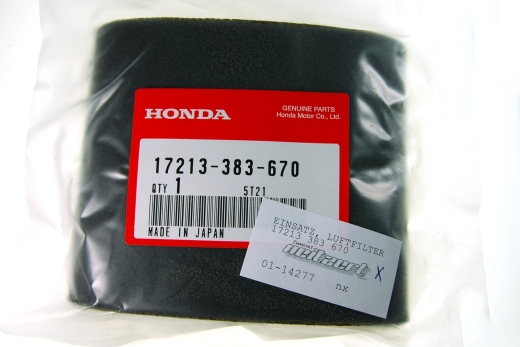 HONDA
GENUINE PARTS
Honda Motor Co., Ltd.
17213-383-670
QTY 1 5T21
MADE IN JAPAN
EINSATZ, LUFTFILTER
17213 383 670
X
01-14277 nx